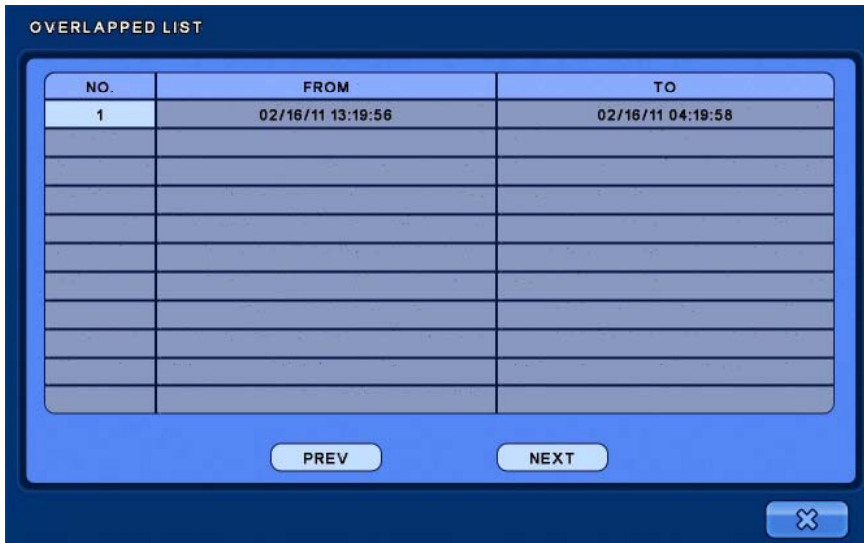 OVERLAPPED LIST
NO. FROM TO
1 02/16/11 13:19:56 02/16/11 04:19:58
PREV NEXT